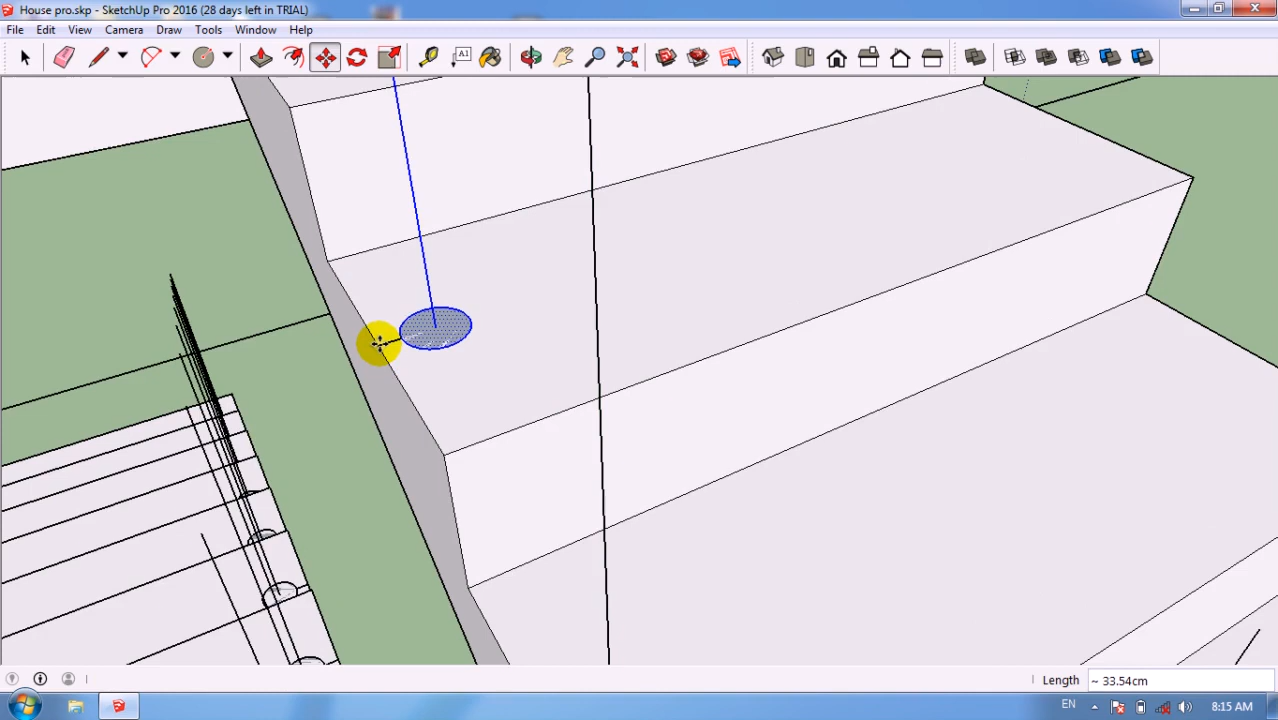 House pro.skp - SketchUp Pro 2016 (28 days left in TRIAL)
File Edit View Camera Draw Tools Window Help
A1
Length ~ 33.54cm
EN 8:15 AM